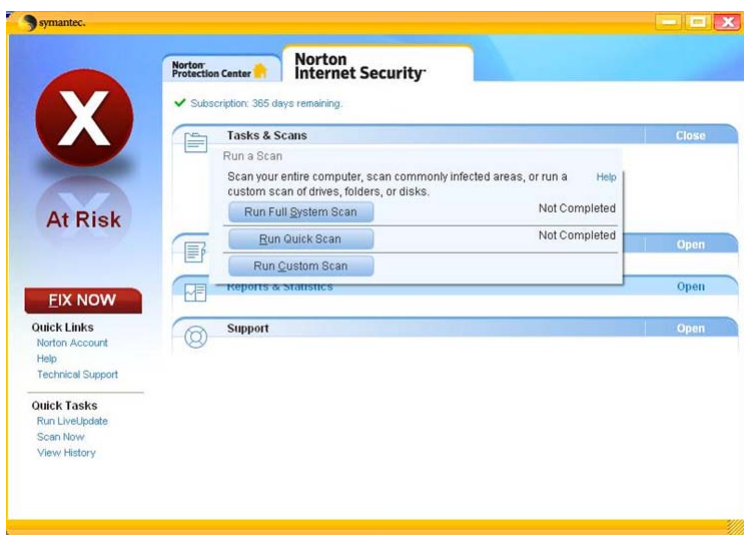 symantec.
Norton
Protection Center
Norton
Internet Security
Subscription: 365 days remaining.
X
At Risk
FIX NOW
Quick Links
Norton Account
Help
Technical Support
Quick Tasks
Run LiveUpdate
Scan Now
View History
Tasks & Scans
Close
Run a Scan
Scan your entire computer, scan commonly infected areas, or run a
custom scan of drives, folders, or disks.
Help
Run Full System Scan
Not Completed
Run Quick Scan
Not Completed
Run Custom Scan
Open
Reports & Statistics
Open
Support
Open